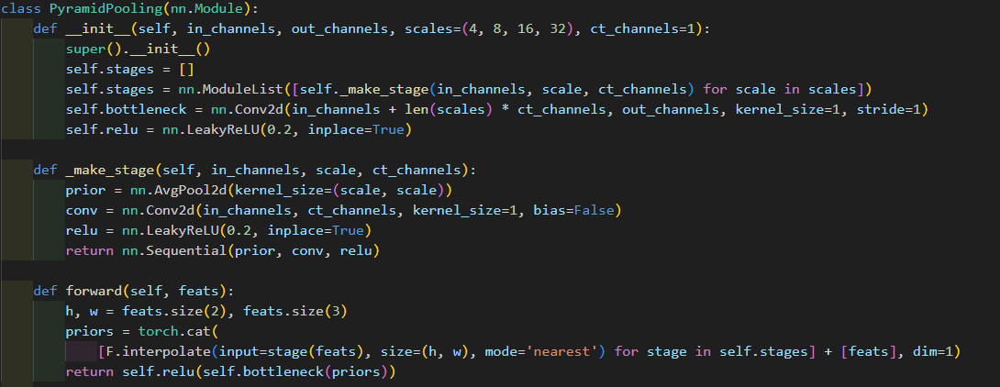 class PyramidPooling(nn.Module):
    def __init__(self, in_channels, out_channels, scales=(4, 8, 16, 32), ct_channels=1):
        super().__init__()
        self.stages = []
        self.stages = nn.ModuleList([self._make_stage(in_channels, scale, ct_channels) for scale in scales])
        self.bottleneck = nn.Conv2d(in_channels + len(scales) * ct_channels, out_channels, kernel_size=1, stride=1)
        self.relu = nn.LeakyReLU(0.2, inplace=True)

    def _make_stage(self, in_channels, scale, ct_channels):
        prior = nn.AvgPool2d(kernel_size=(scale, scale))
        conv = nn.Conv2d(in_channels, ct_channels, kernel_size=1, bias=False)
        relu = nn.LeakyReLU(0.2, inplace=True)
        return nn.Sequential(prior, conv, relu)

    def forward(self, feats):
        h, w = feats.size(2), feats.size(3)
        priors = torch.cat(
            [F.interpolate(input=stage(feats), size=(h, w), mode='nearest') for stage in self.stages] + [feats], dim=1)
        return self.relu(self.bottleneck(priors))